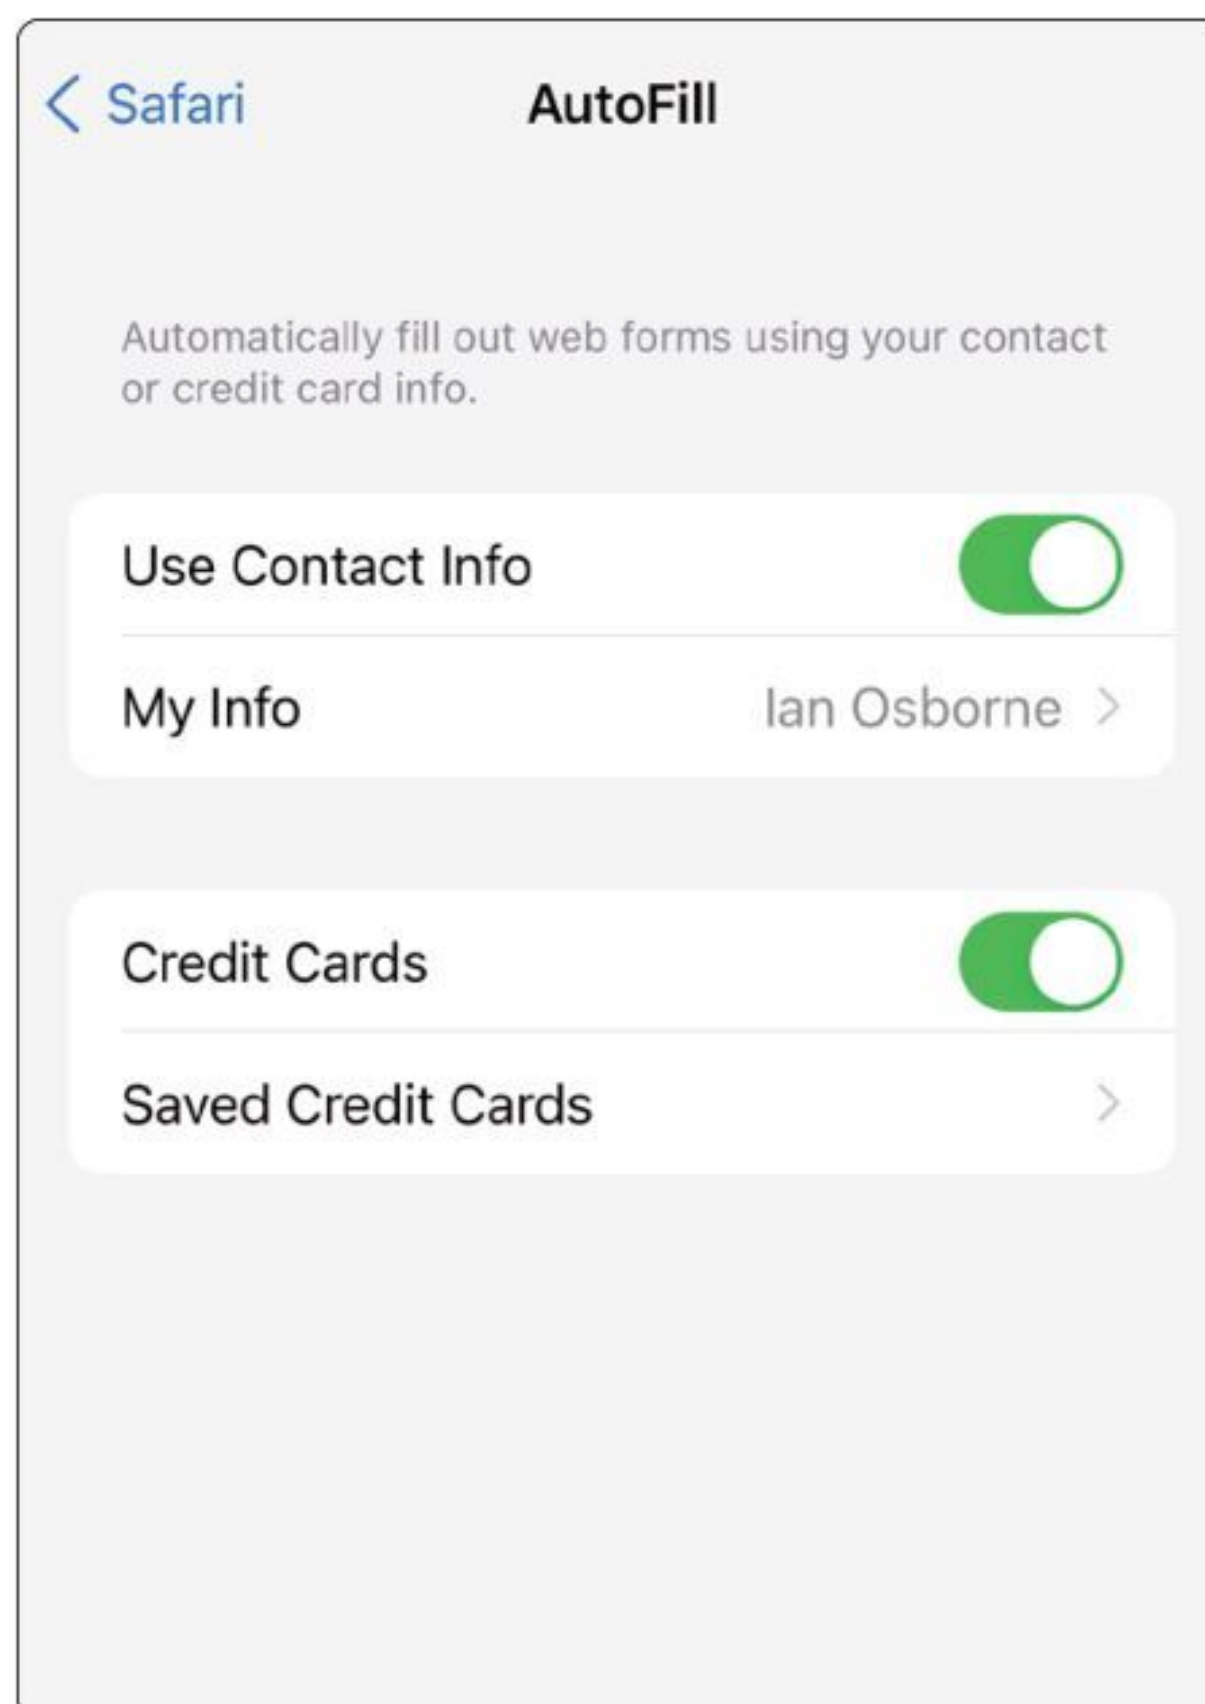 Safari
AutoFill
Automatically fill out web forms using your contact
or credit card info.
Use Contact Info
My Info
Ian Osborne
Credit Cards
Saved Credit Cards